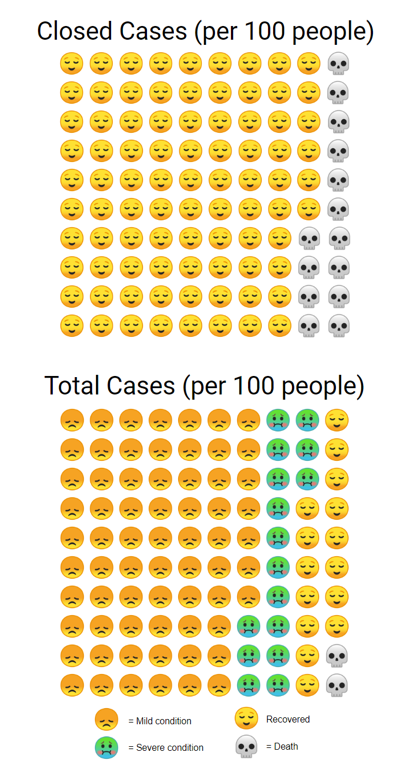 Closed Cases (per 100 people)
Total Cases (per 100 people)
= Mild condition
Recovered
= Severe condition
= Death